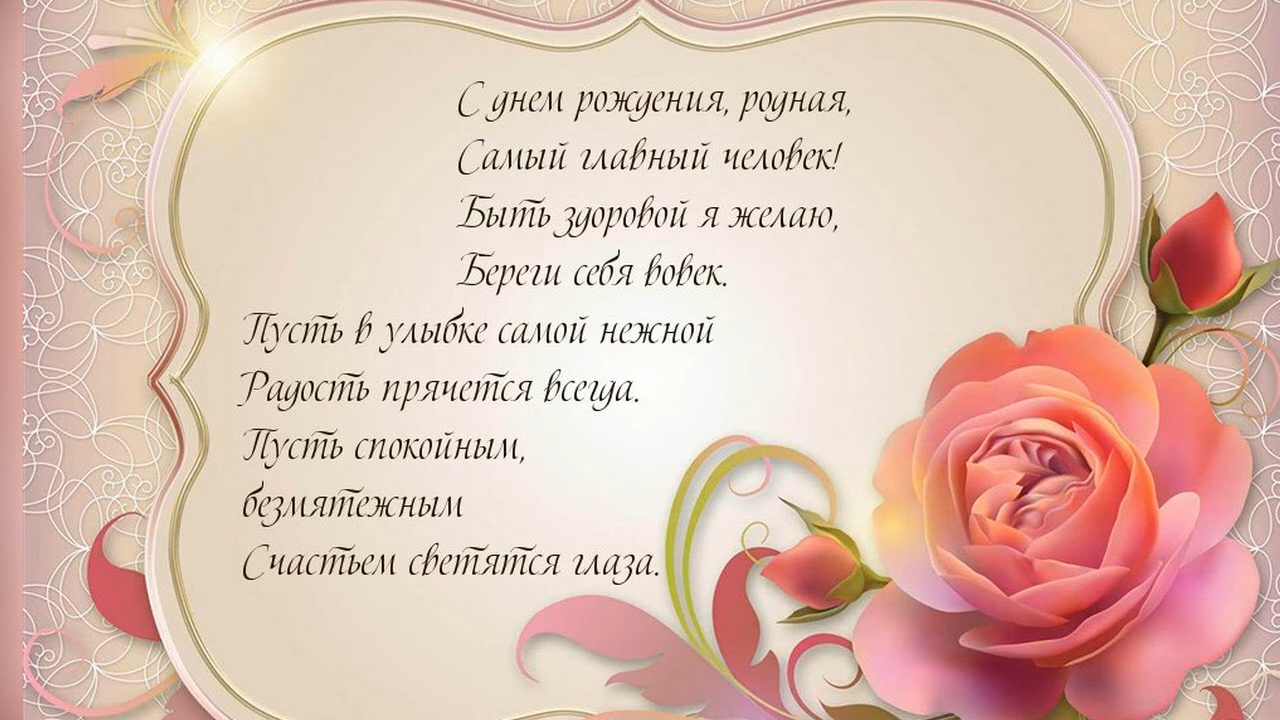 С днем рождения, родная,
Самый главный человек!
Быть здоровой я желаю,
Береги себя вовек.
Пусть в улыбке самой нежной
Радость прячется всегда.
Пусть спокойным,
безмятежным
Счастьем светятся глаза.